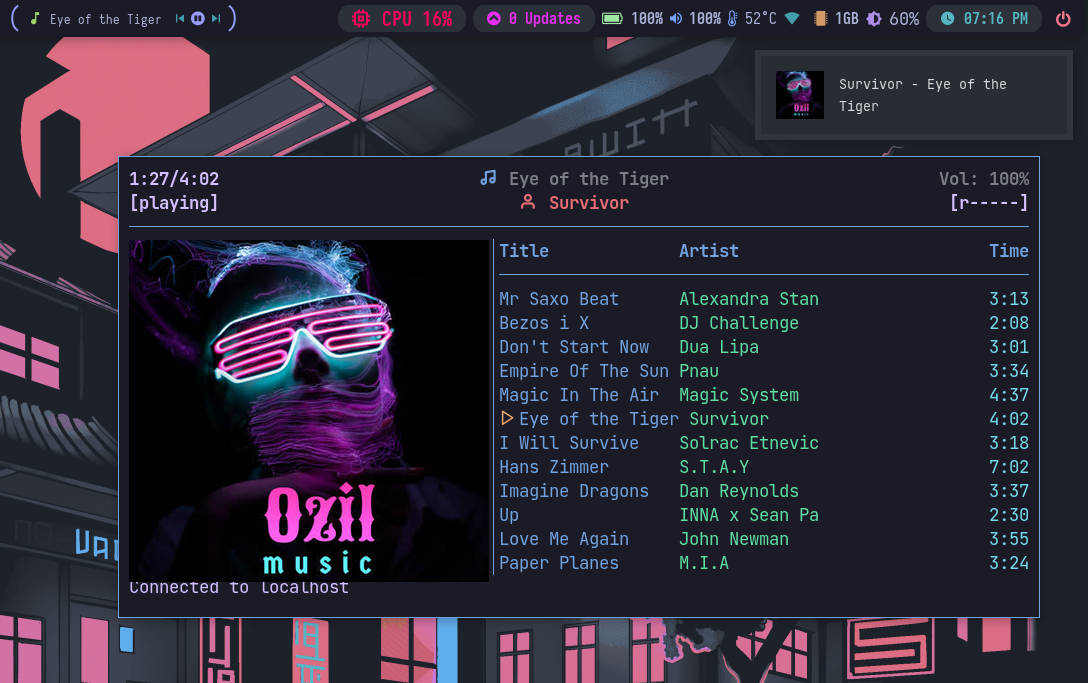 ( Eye of the Tiger ) CPU 16% 0 Updates 100% 100% 52°C 1GB 60% 07:16 PM
Survivor - Eye of the
Tiger
1:27/4:02 Eye of the Tiger Vol: 100%
[playing] Survivor [r-----]
Title Artist Time
Mr Saxo Beat Alexandra Stan 3:13
Bezos i X DJ Challenge 2:08
Don't Start Now Dua Lipa 3:01
Empire Of The Sun Pnau 3:34
Magic In The Air Magic System 4:37
Eye of the Tiger Survivor 4:02
I Will Survive Solrac Etnevic 3:18
Hans Zimmer S.T.A.Y 7:02
Imagine Dragons Dan Reynolds 3:37
Up INNA x Sean Pa 2:30
Love Me Again John Newman 3:55
Paper Planes M.I.A 3:24
Ozil
music
Connected to localhost